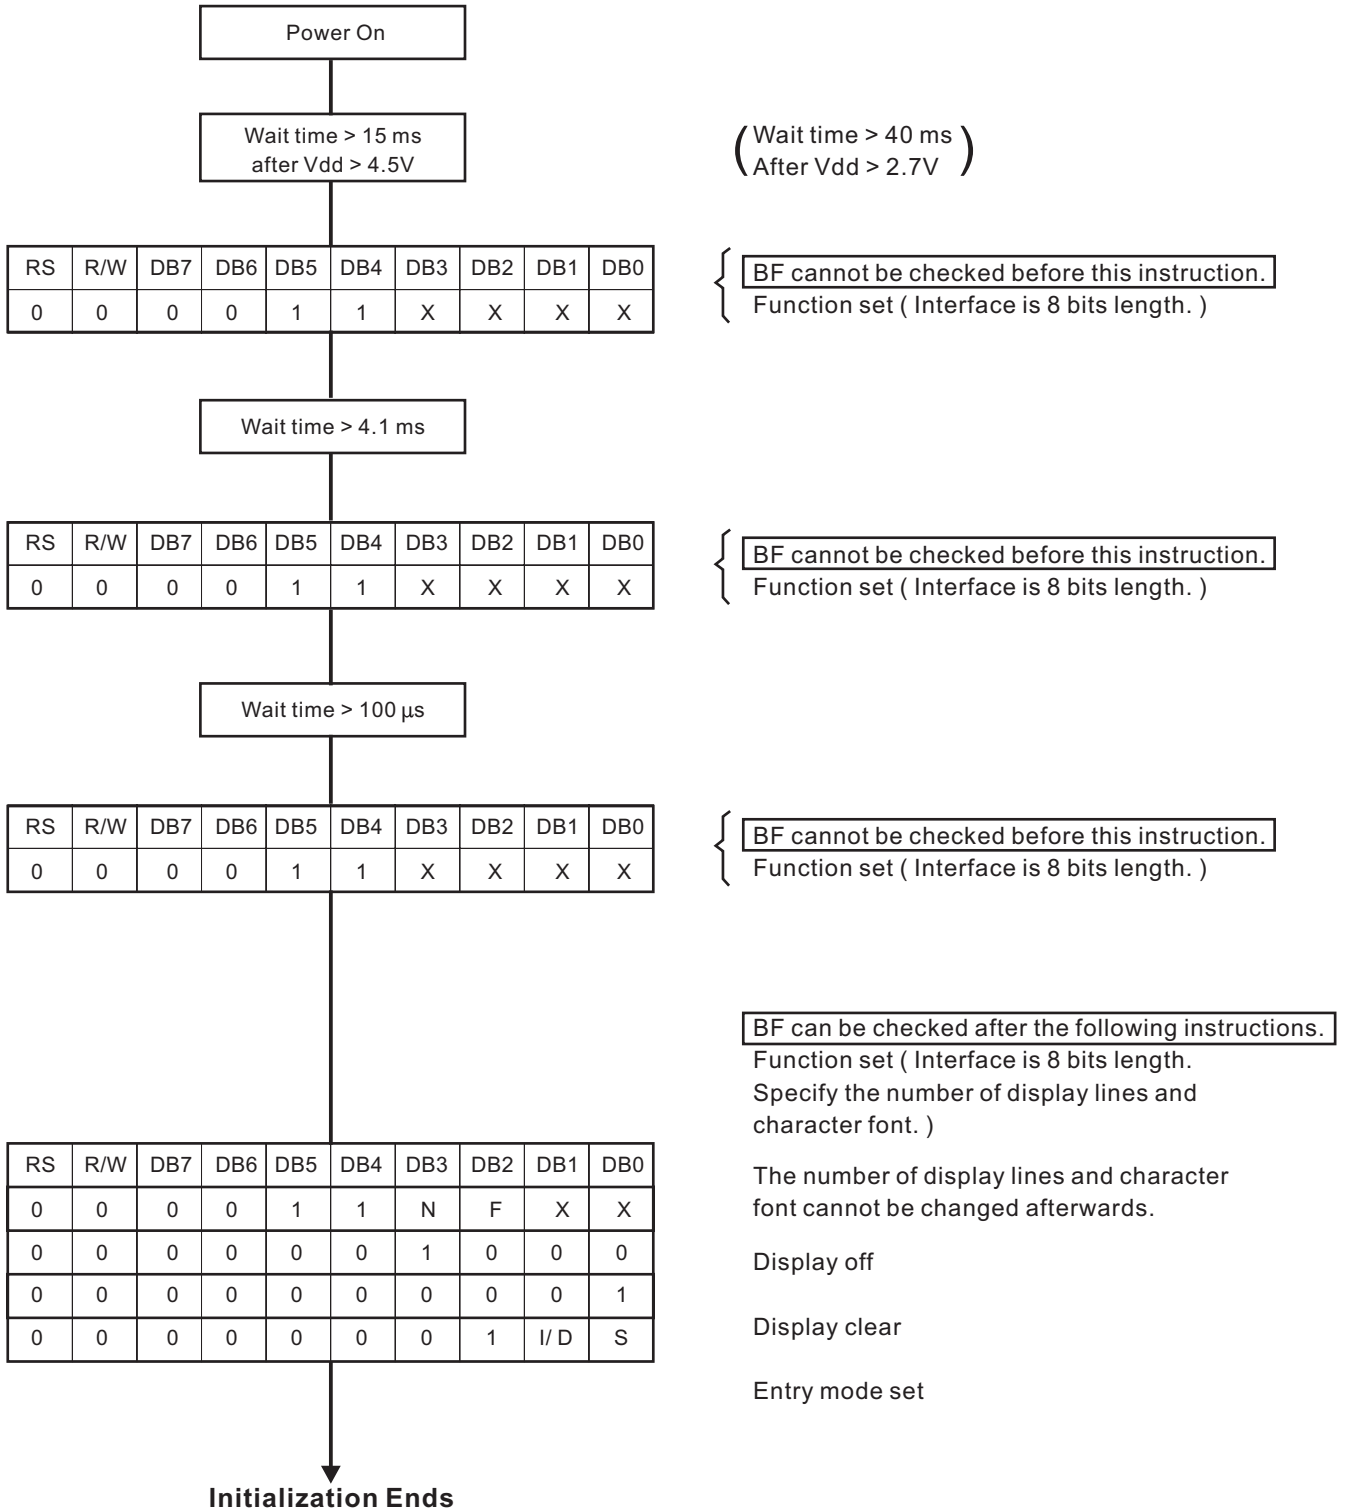 Power On
Wait time > 15 ms
after Vdd > 4.5V
(Wait time > 40 ms
After Vdd > 2.7V)
RS R/W DB7 DB6 DB5 DB4 DB3 DB2 DB1 DB0
0 0 0 0 1 1 X X X X
BF cannot be checked before this instruction.
Function set ( Interface is 8 bits length. )
Wait time > 4.1 ms
RS R/W DB7 DB6 DB5 DB4 DB3 DB2 DB1 DB0
0 0 0 0 1 1 X X X X
BF cannot be checked before this instruction.
Function set ( Interface is 8 bits length. )
Wait time > 100 µs
RS R/W DB7 DB6 DB5 DB4 DB3 DB2 DB1 DB0
0 0 0 0 1 1 X X X X
BF cannot be checked before this instruction.
Function set ( Interface is 8 bits length. )
BF can be checked after the following instructions.
Function set ( Interface is 8 bits length.
Specify the number of display lines and
character font. )
RS R/W DB7 DB6 DB5 DB4 DB3 DB2 DB1 DB0
0 0 0 0 1 1 N F X X
0 0 0 0 0 0 1 0 0 0
0 0 0 0 0 0 0 0 0 1
0 0 0 0 0 0 0 1 I/ D S
The number of display lines and character
font cannot be changed afterwards.
Display off
Display clear
Entry mode set
Initialization Ends